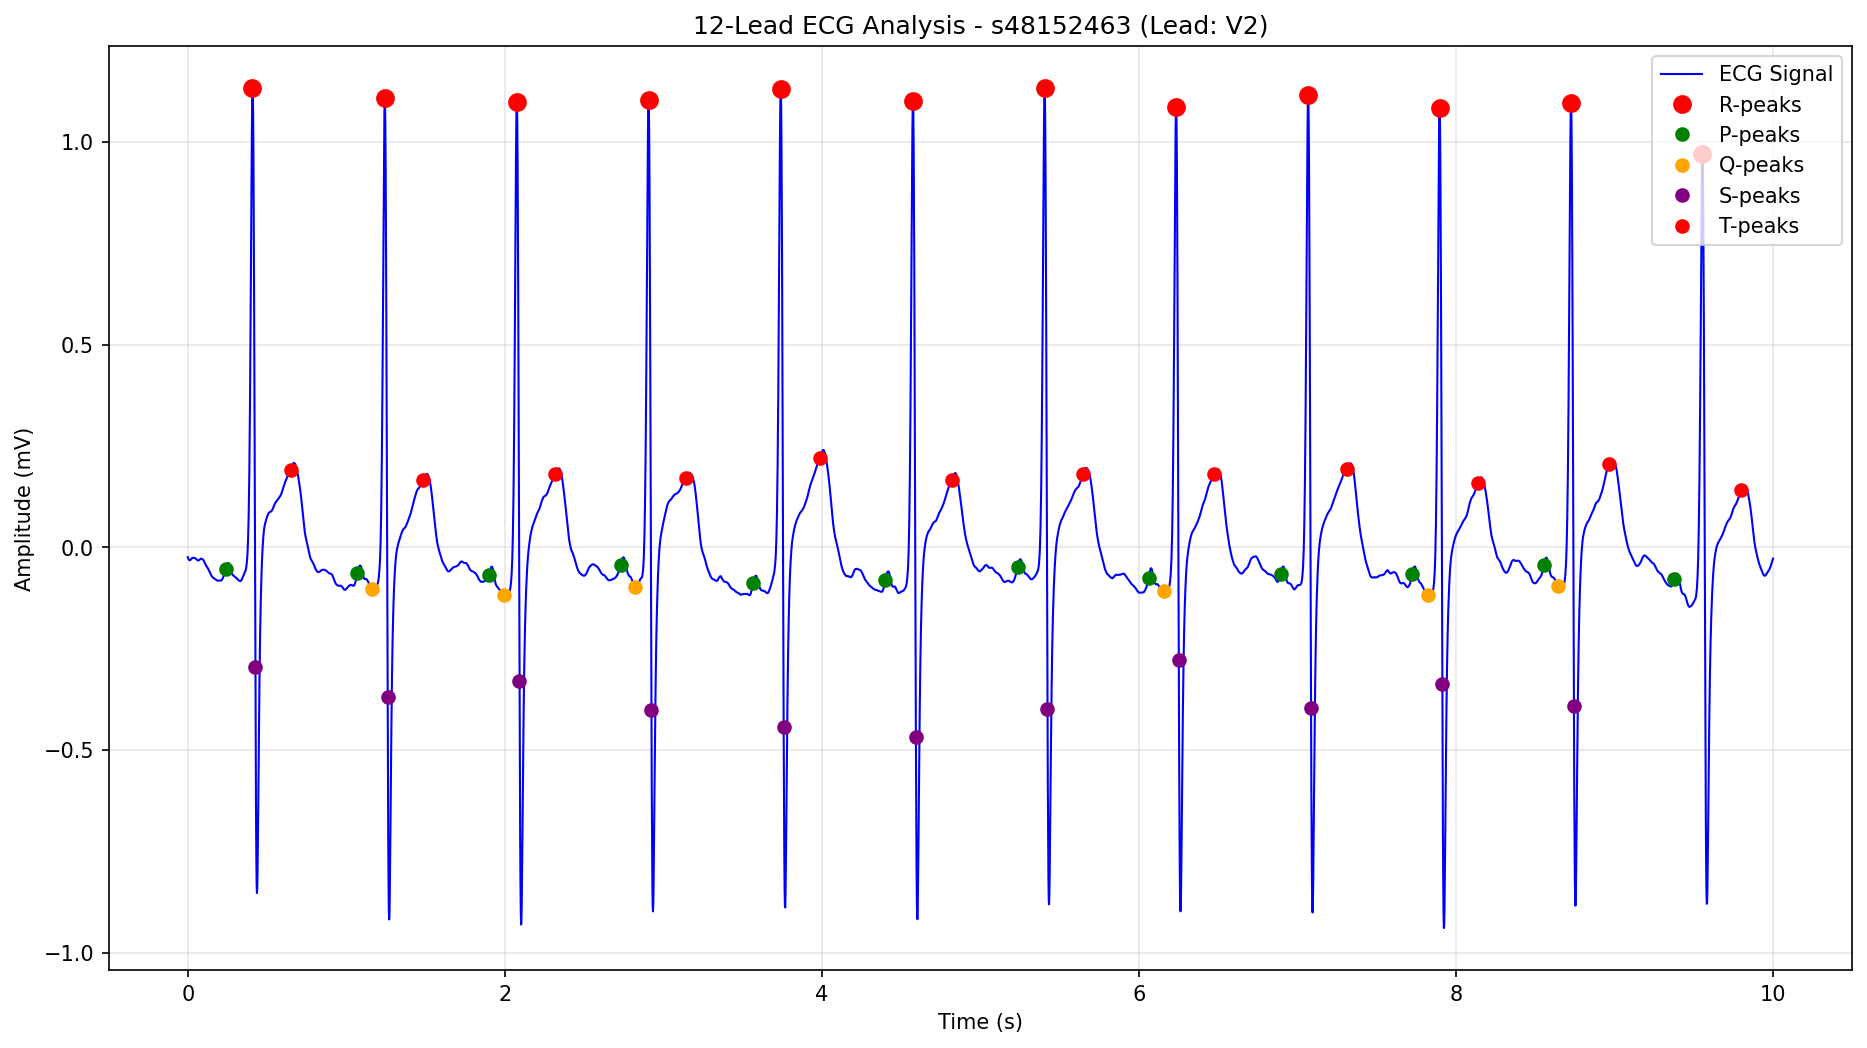 12-Lead ECG Analysis - s48152463 (Lead: V2)
ECG Signal
R-peaks
P-peaks
Q-peaks
S-peaks
T-peaks
Amplitude (mV)
1.0
0.5
0.0
−0.5
−1.0
0 2 4 6 8 10
Time (s)